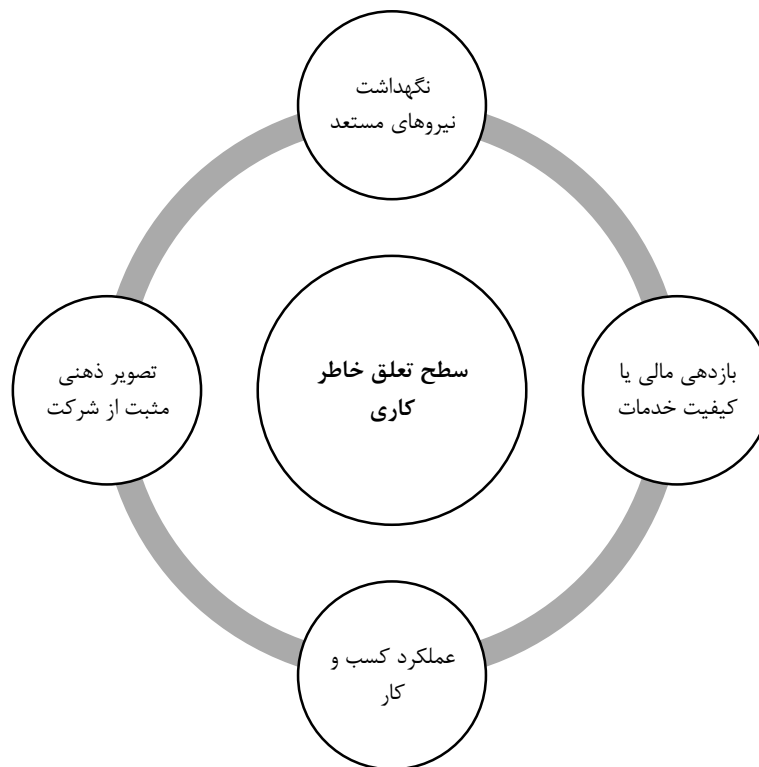 نگهداشت
نیروهای مستعد
بازدهی مالی یا
کیفیت خدمات
سطح تعلق خاطر
کاری
تصویر ذهنی
مثبت از شرکت
عملکرد کسب و
کار